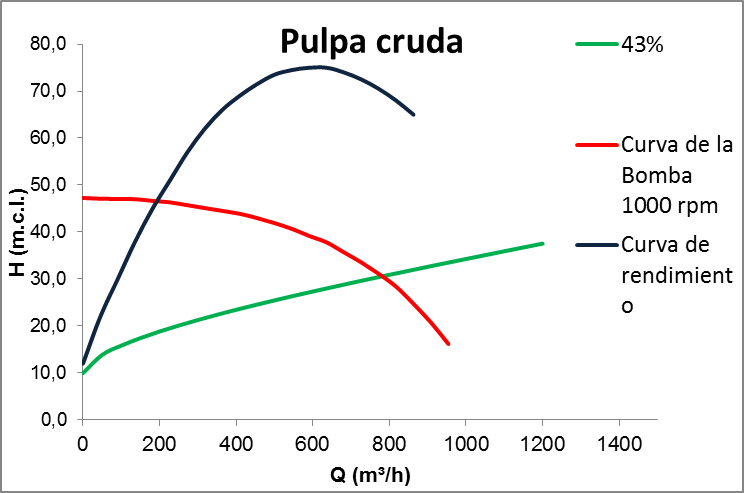 Pulpa cruda
80,0
70,0
60,0
50,0
40,0
30,0
20,0
10,0
0,0
H (m.c.l.)
0
200
400
600
800
1000
1200
1400
Q (m³/h)
43%
Curva de la
Bomba
1000 rpm
Curva de
rendimient
o